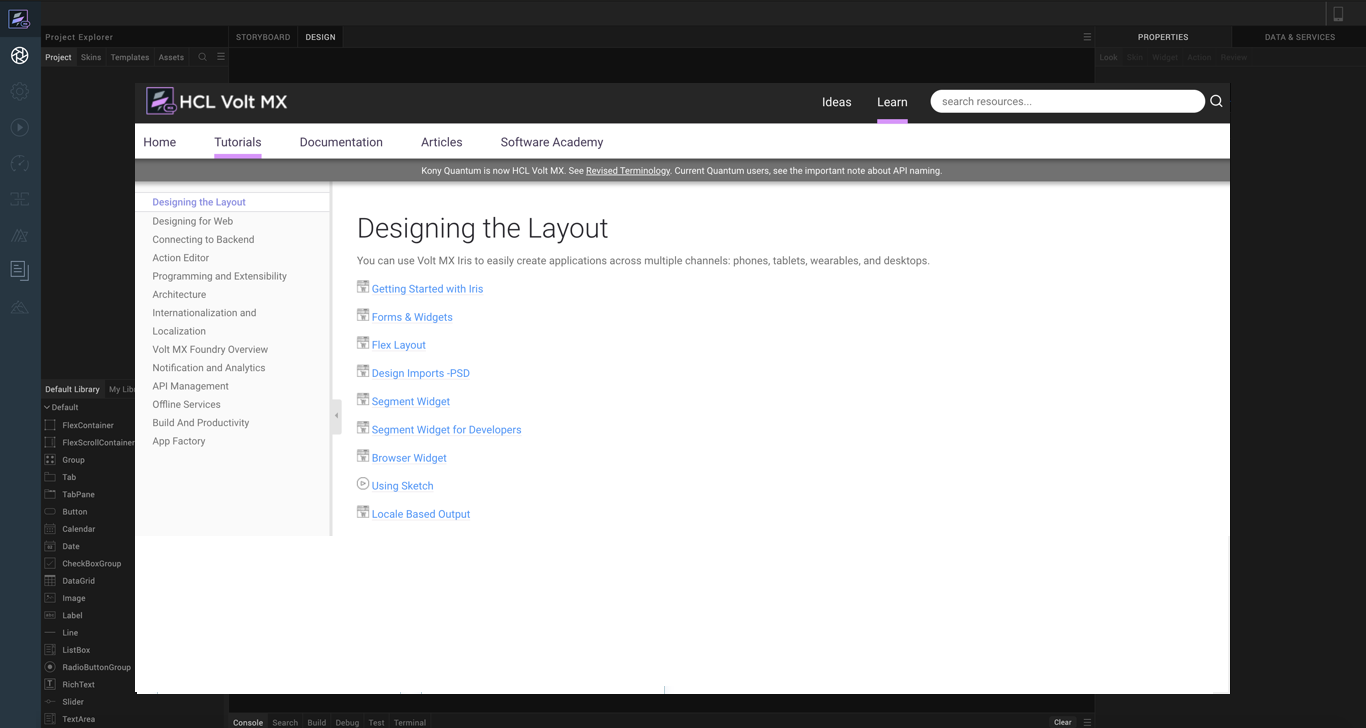 Project Explorer
STORYBOARD
DESIGN
PROPERTIES
DATA & SERVICES
Project
Skins
Templates
Assets
Look
Skin
Widget
Action
Review
HCL Volt MX
Ideas
Learn
search resources...
Home
Tutorials
Documentation
Articles
Software Academy
Kony Quantum is now HCL Volt MX. See Revised Terminology. Current Quantum users, see the important note about API naming.
Designing the Layout
Designing for Web
Connecting to Backend
Action Editor
Programming and Extensibility
Architecture
Internationalization and
Localization
Volt MX Foundry Overview
Notification and Analytics
API Management
Offline Services
Build And Productivity
App Factory
Designing the Layout
You can use Volt MX Iris to easily create applications across multiple channels: phones, tablets, wearables, and desktops.
Getting Started with Iris
Forms & Widgets
Flex Layout
Design Imports -PSD
Segment Widget
Segment Widget for Developers
Browser Widget
Using Sketch
Locale Based Output
Default Library
My Libr
Default
FlexContainer
FlexScrollContainer
Group
Tab
TabPane
Button
Calendar
Date
CheckBoxGroup
DataGrid
Image
Label
Line
ListBox
RadioButtonGroup
RichText
Slider
TextArea
Console
Search
Build
Debug
Test
Terminal
Clear